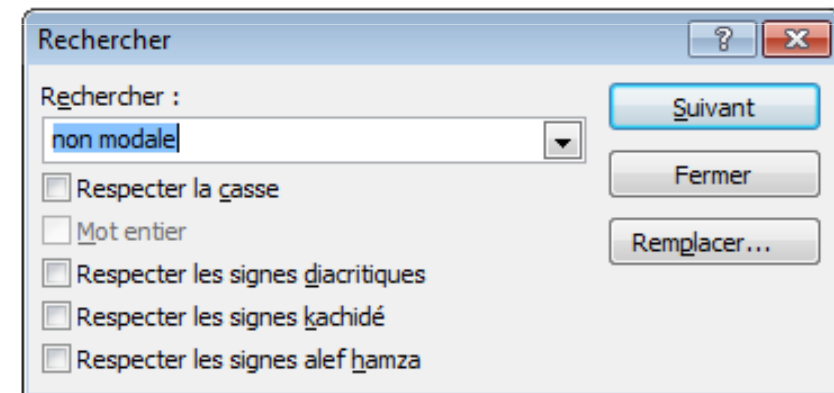 Rechercher
Rechercher :
non modale
Respecter la casse
Mot entier
Respecter les signes diacritiques
Respecter les signes kachidé
Respecter les signes alef hamza
Suivant
Fermer
Remplacer...